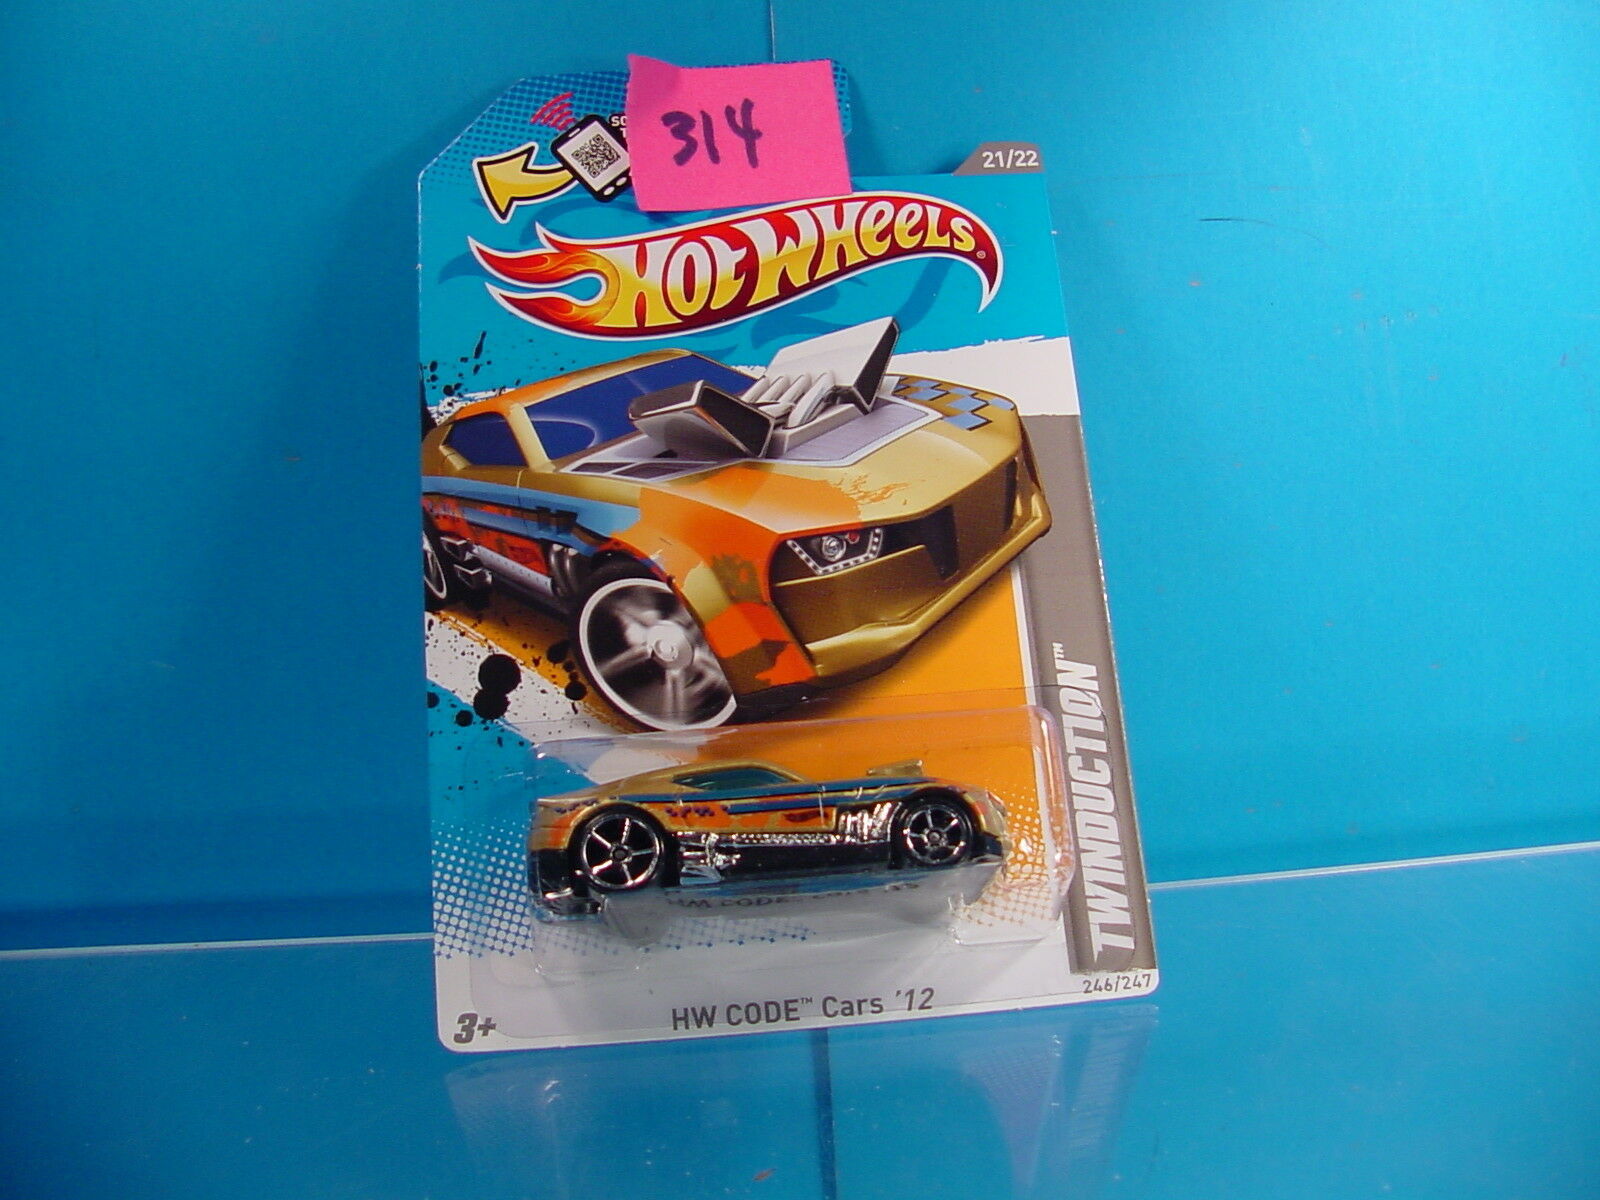 314
21/22
HOT WHEELS®
TWINDUCTION™
246/247
HW CODE™ Cars '12
3+